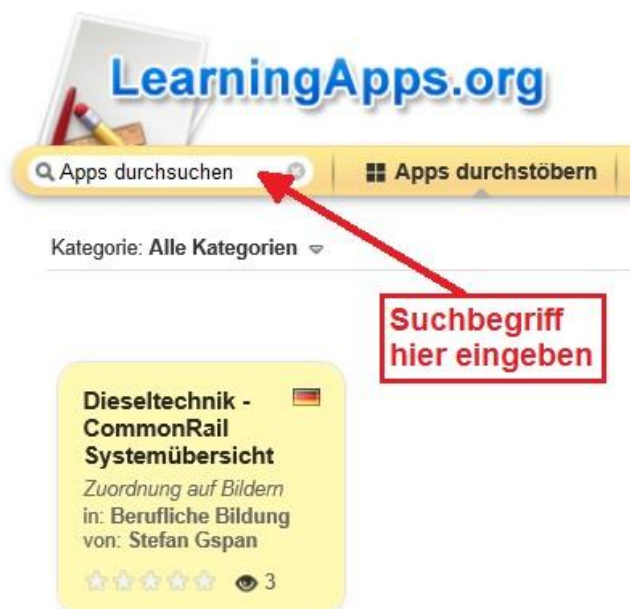 LearningApps.org
Apps durchsuchen
Apps durchstöbern
Kategorie: Alle Kategorien
Suchbegriff
hier eingeben
Dieseltechnik -
CommonRail
Systemübersicht
Zuordnung auf Bildern
in: Berufliche Bildung
von: Stefan Gspan
3